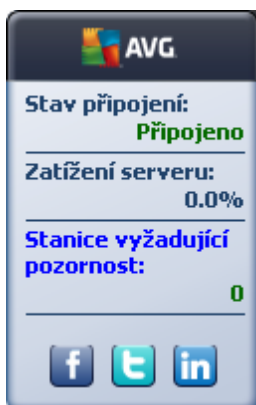 AVG
Stav připojení:
Připojeno
Zatížení serveru:
0.0%
Stanice vyžadující
pozornost:
0